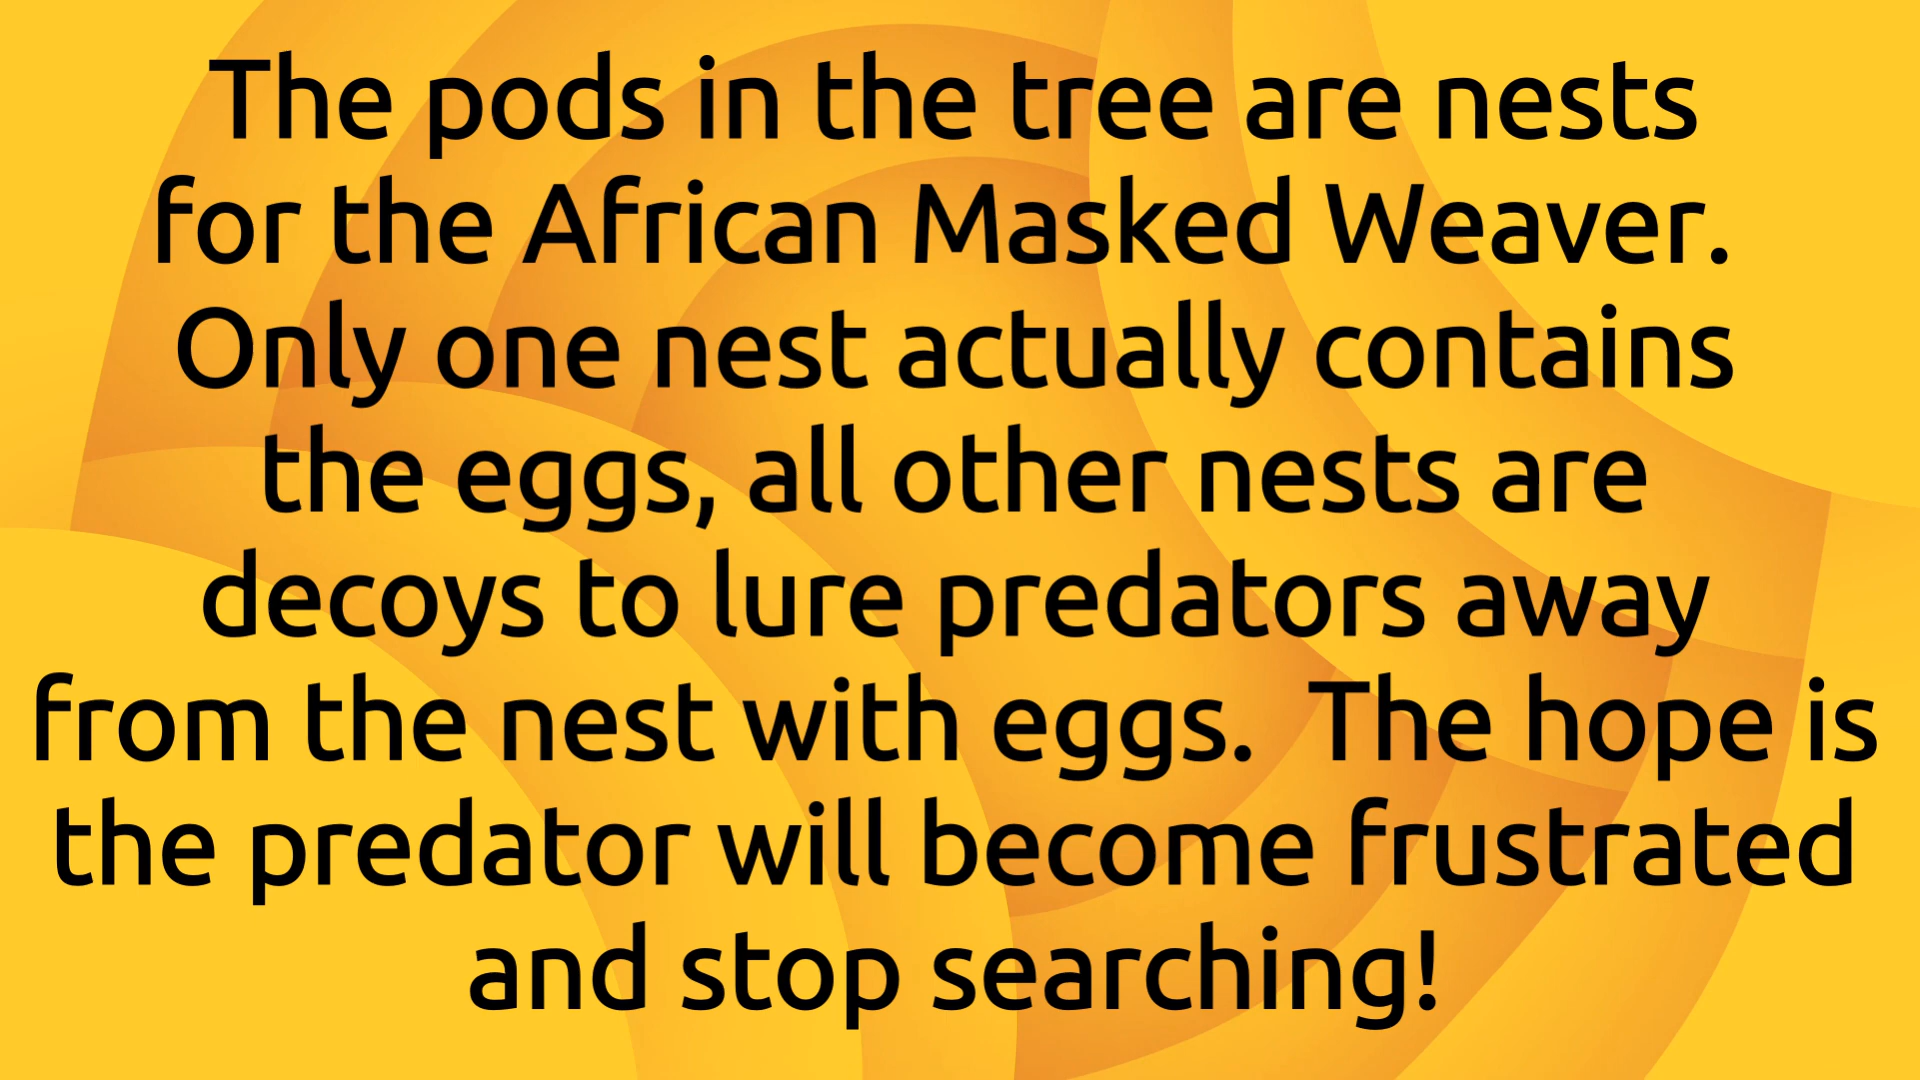 The pods in the tree are nests
for the African Masked Weaver.
Only one nest actually contains
the eggs, all other nests are
decoys to lure predators away
from the nest with eggs.  The hope is
the predator will become frustrated
and stop searching!